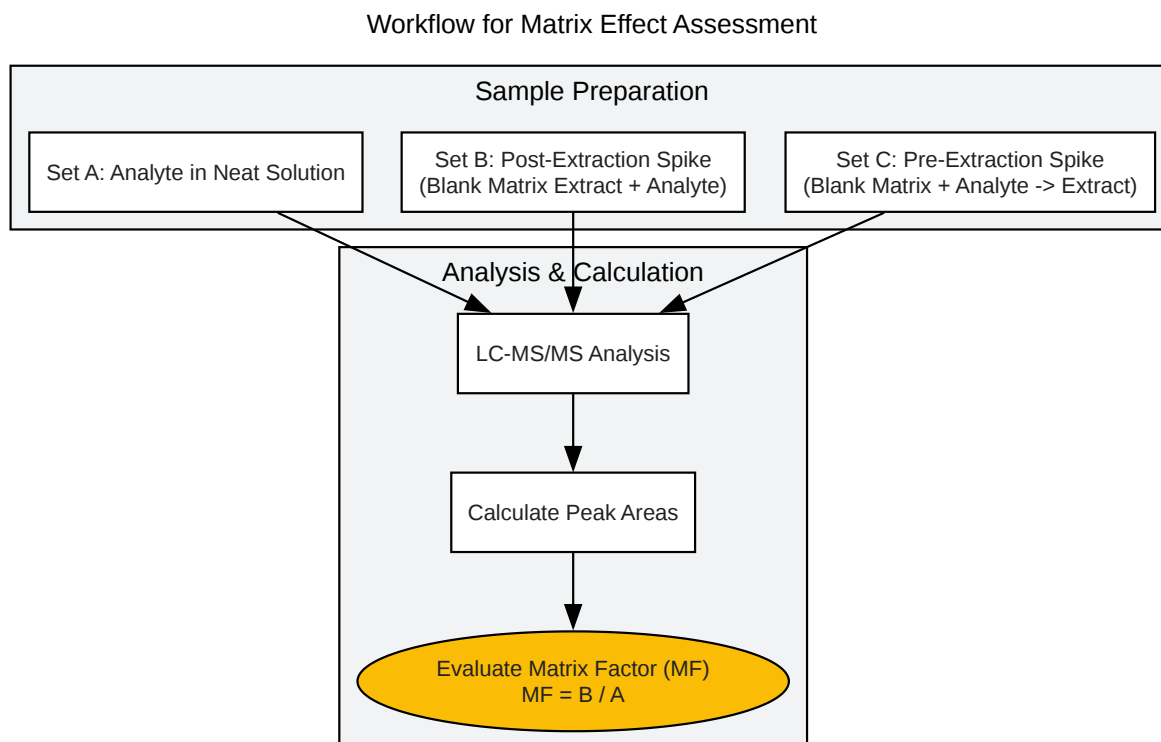 Workflow for Matrix Effect Assessment
Sample Preparation
Set A: Analyte in Neat Solution
Set B: Post-Extraction Spike
(Blank Matrix Extract + Analyte)
Set C: Pre-Extraction Spike
(Blank Matrix + Analyte -> Extract)
Analysis & Calculation
LC-MS/MS Analysis
Calculate Peak Areas
Evaluate Matrix Factor (MF)
MF = B / A